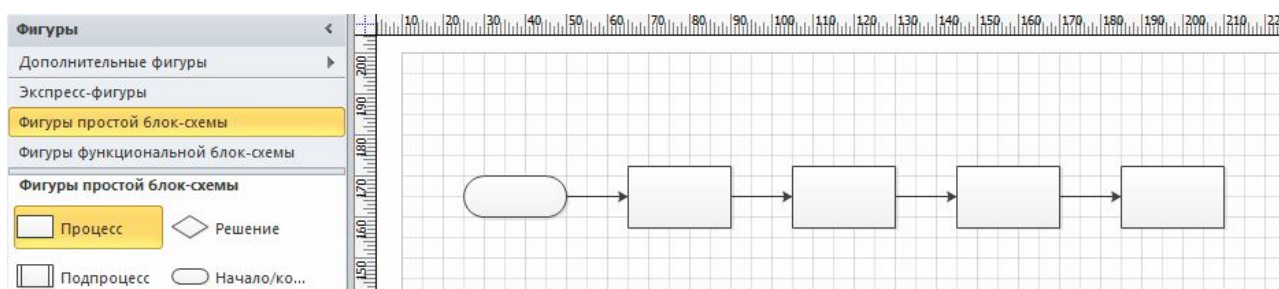 Фигуры
Дополнительные фигуры
Экспресс-фигуры
Фигуры простой блок-схемы
Фигуры функциональной блок-схемы
Фигуры простой блок-схемы
Процесс
Решение
Подпроцесс
Начало/ко...
10 20 30 40 50 60 70 80 90 100 110 120 130 140 150 160 170 180 190 200 210 22
200
190
180
170
160
150